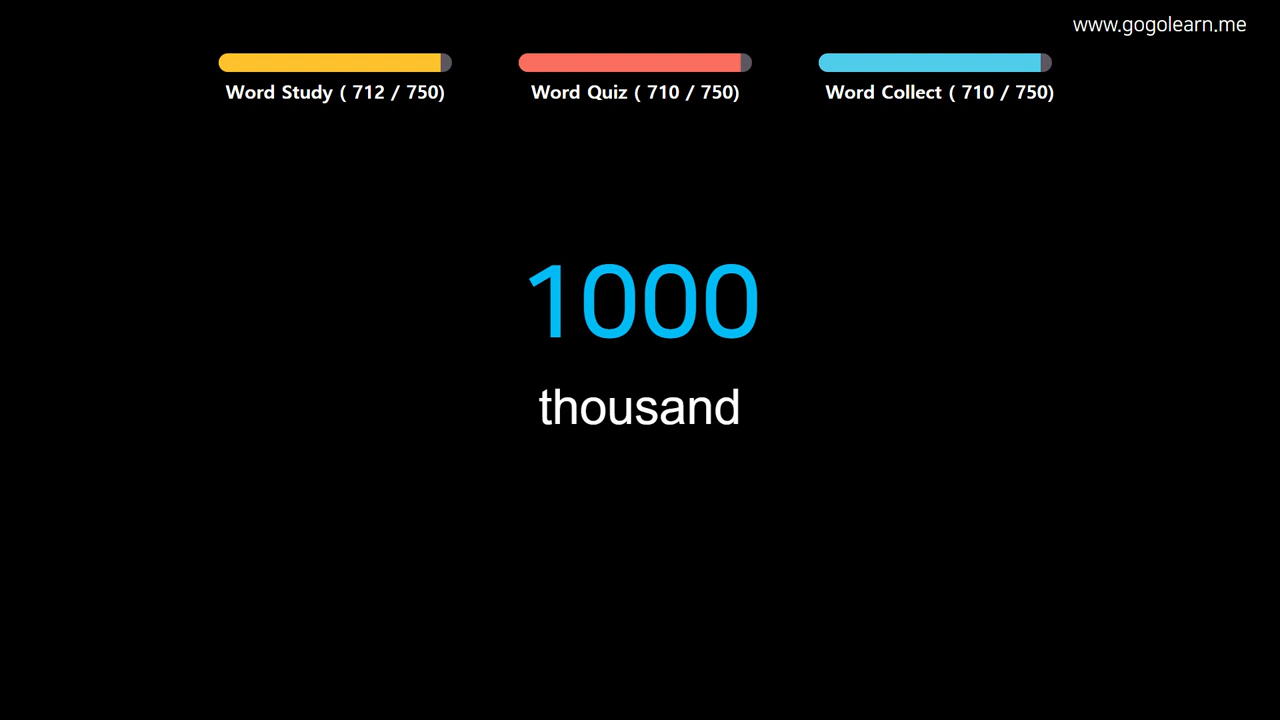 www.gogolearn.me
Word Study ( 712 / 750)
Word Quiz ( 710 / 750)
Word Collect ( 710 / 750)
1000
thousand